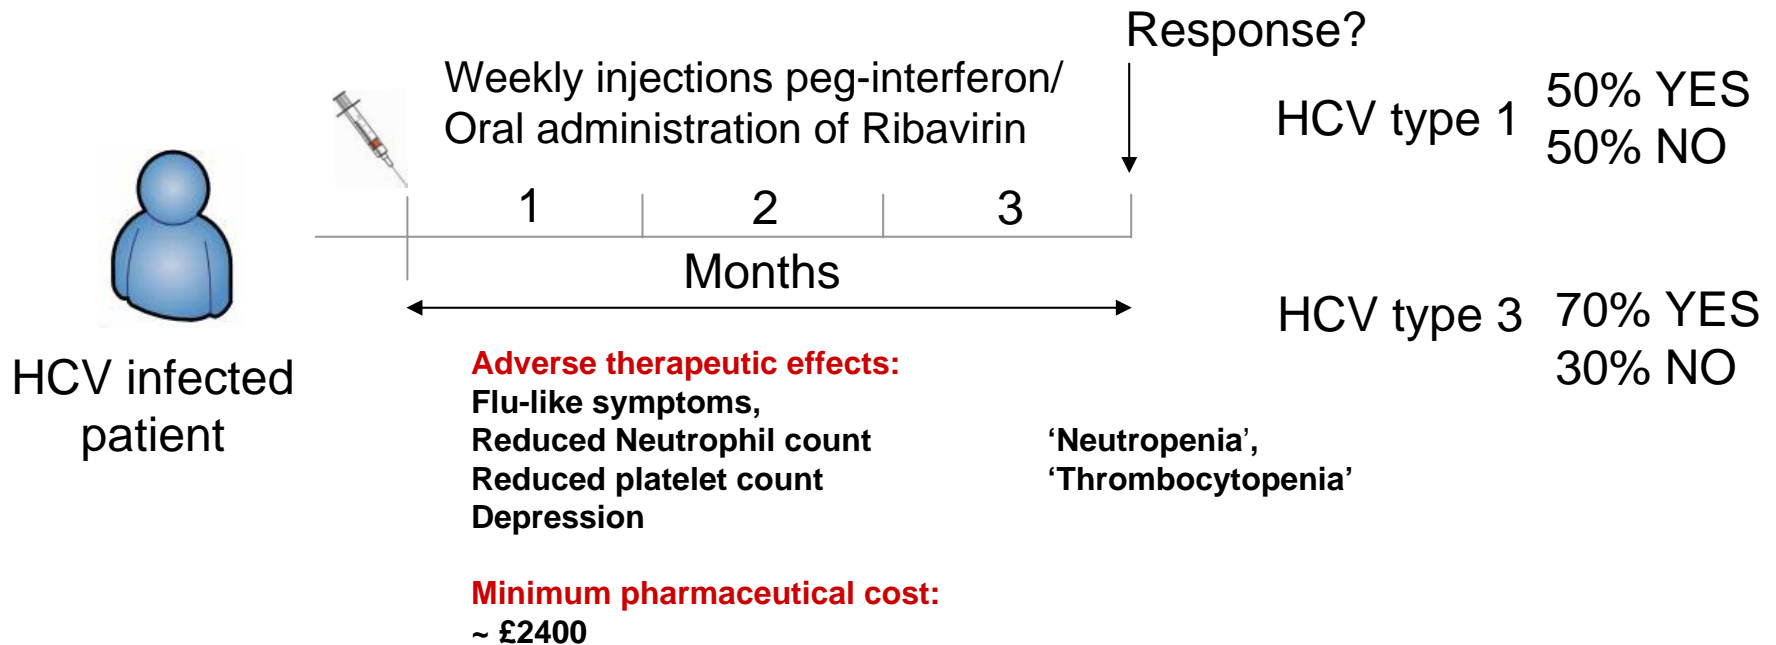 Response?
Weekly injections peg-interferon/
Oral administration of Ribavirin
HCV type 1
50% YES
50% NO
1 2 3
Months
HCV type 3
70% YES
30% NO
HCV infected
patient
Adverse therapeutic effects:
Flu-like symptoms,
Reduced Neutrophil count ‘Neutropenia’,
Reduced platelet count ‘Thrombocytopenia’
Depression
Minimum pharmaceutical cost:
~ £2400